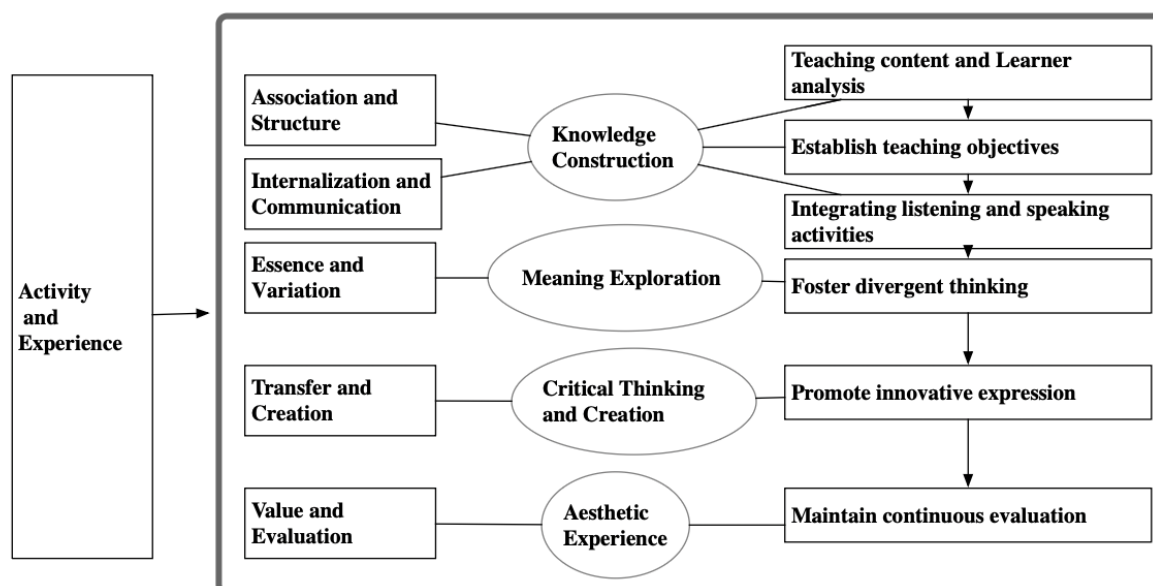 Activity
and
Experience
Association and
Structure
Internalization and
Communication
Essence and
Variation
Transfer and
Creation
Value and
Evaluation
Knowledge
Construction
Meaning Exploration
Critical Thinking
and Creation
Aesthetic
Experience
Teaching content and Learner
analysis
Establish teaching objectives
Integrating listening and speaking
activities
Foster divergent thinking
Promote innovative expression
Maintain continuous evaluation